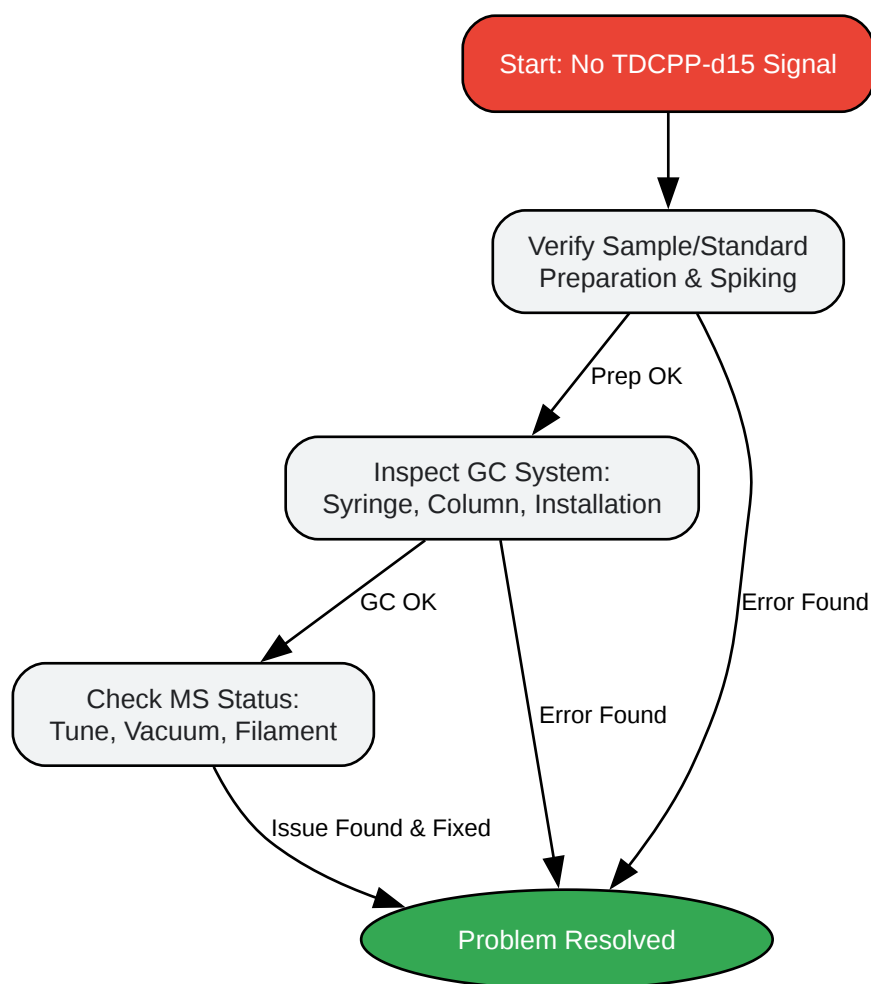 Start: No TDCPP-d15 Signal
Verify Sample/Standard
Preparation & Spiking
Prep OK
Inspect GC System:
Syringe, Column, Installation
GC OK
Error Found
Check MS Status:
Tune, Vacuum, Filament
Error Found
Issue Found & Fixed
Problem Resolved